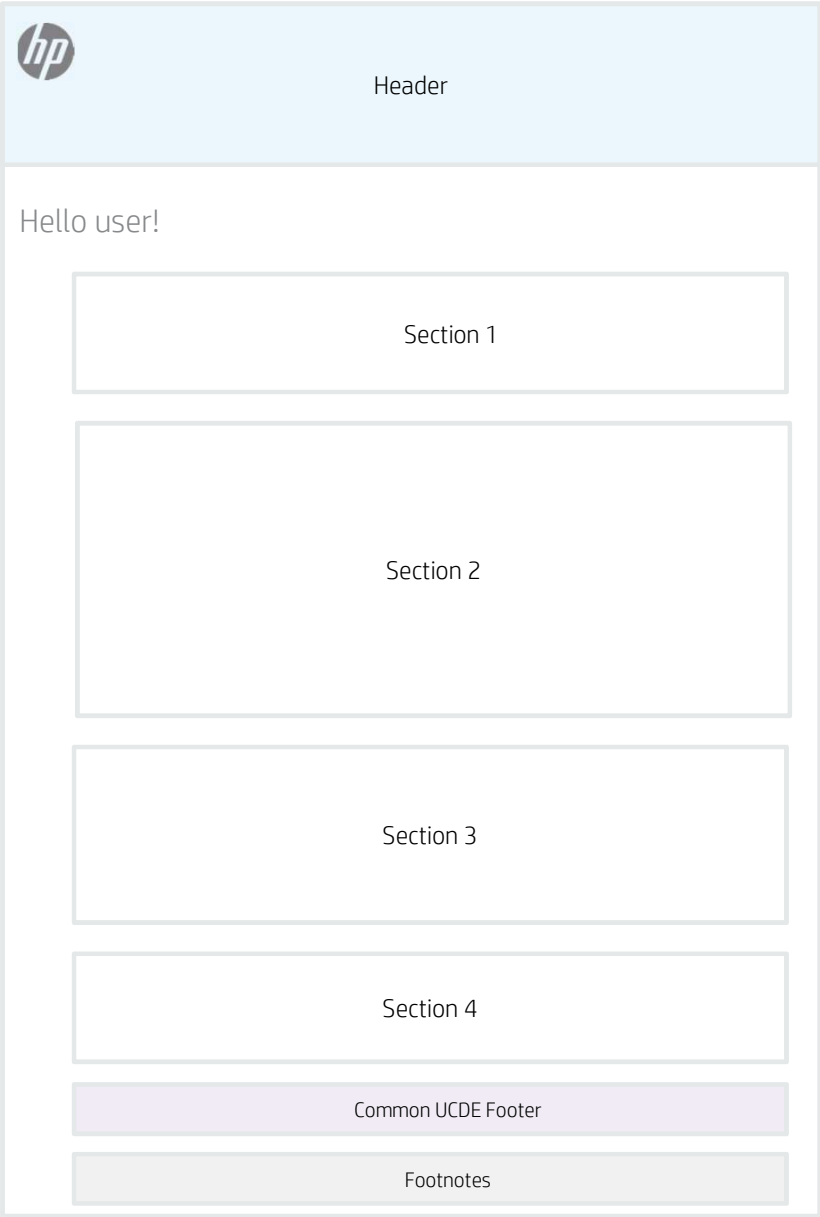 hp
Header
Hello user!
Section 1
Section 2
Section 3
Section 4
Common UCDE Footer
Footnotes